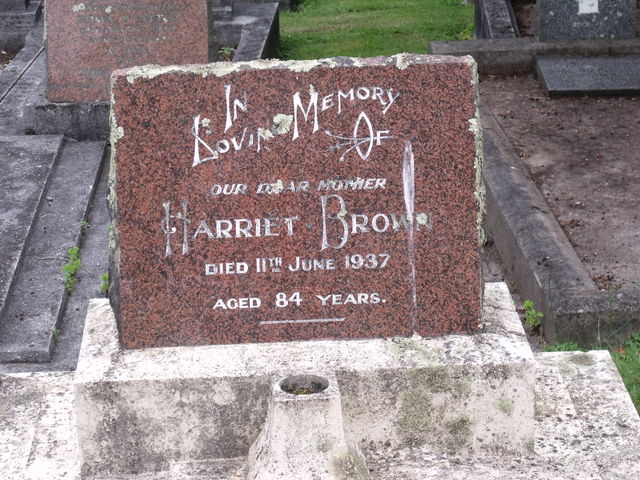 In Loving Memory
Of
OUR DEAR MOTHER
HARRIET BROWN
DIED 11TH JUNE 1937
AGED 84 YEARS.